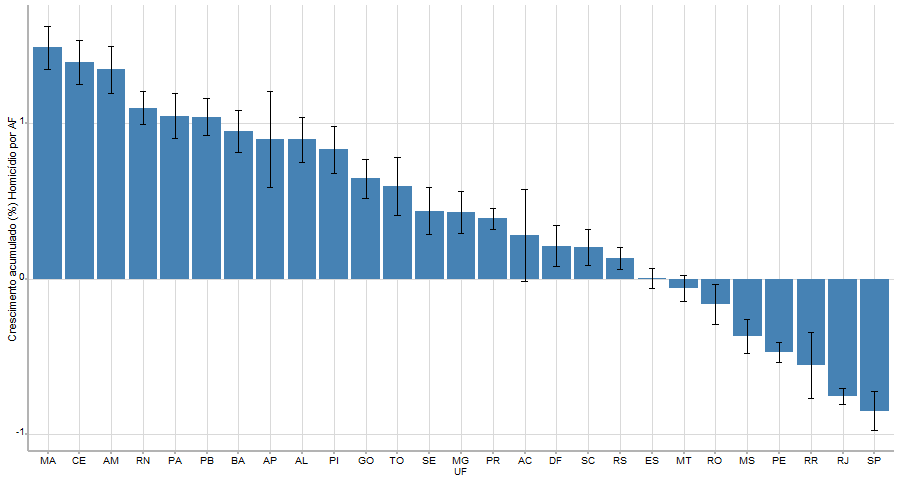 Crescimento acumulado (%) Homicídio por AF
1
0
-1
MA CE AM RN PA PB BA AP AL PI GO TO SE MG PR AC DF SC RS ES MT RO MS PE RR RJ SP
UF